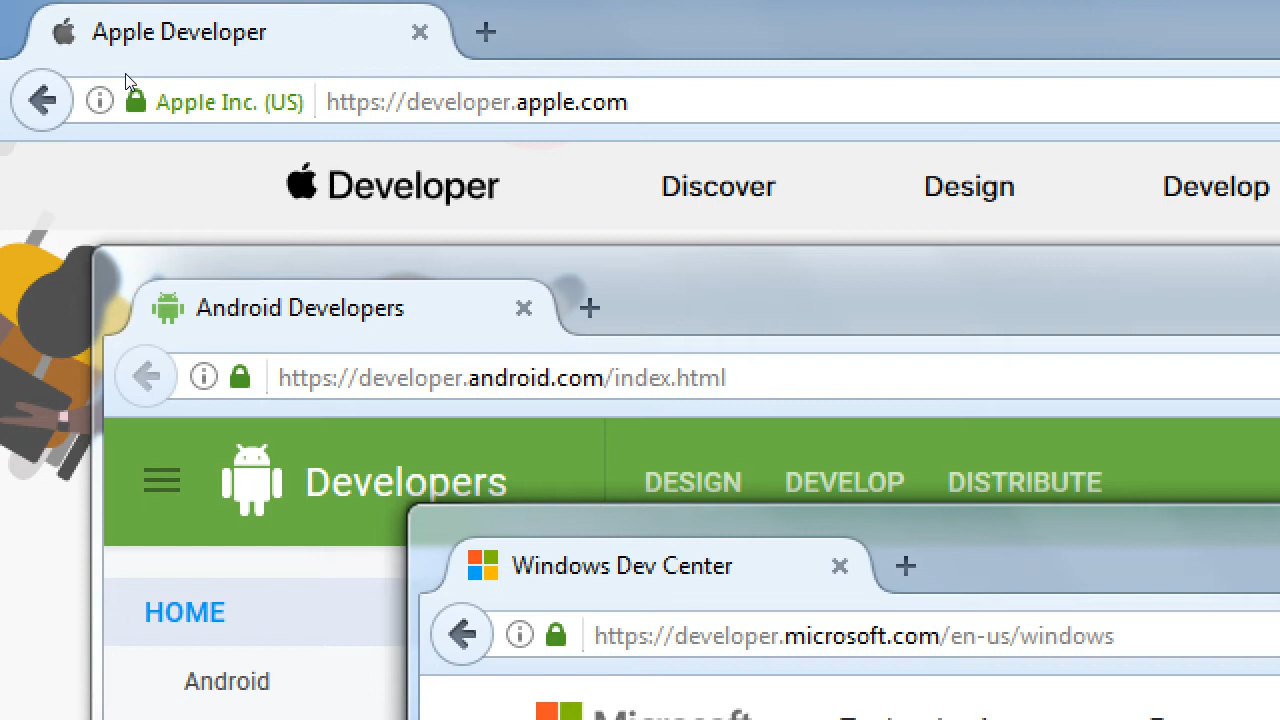 Apple Developer
Apple Inc. (US) https://developer.apple.com
Developer Discover Design Develop
Android Developers
https://developer.android.com/index.html
Developers DESIGN DEVELOP DISTRIBUTE
Windows Dev Center
HOME
https://developer.microsoft.com/en-us/windows
Android
Microsoft